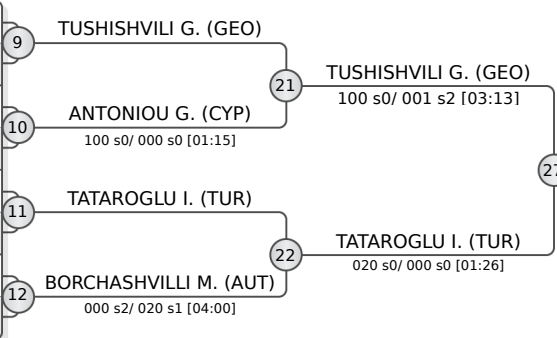 TUSHISHVILI G. (GEO)
9
21
TUSHISHVILI G. (GEO)
100 s0/ 001 s2 [03:13]
ANTONIOU G. (CYP)
10
100 s0/ 000 s0 [01:15]
27
TATAROGLU I. (TUR)
11
22
TATAROGLU I. (TUR)
020 s0/ 000 s0 [01:26]
BORCHASHVILLI M. (AUT)
12
000 s2/ 020 s1 [04:00]